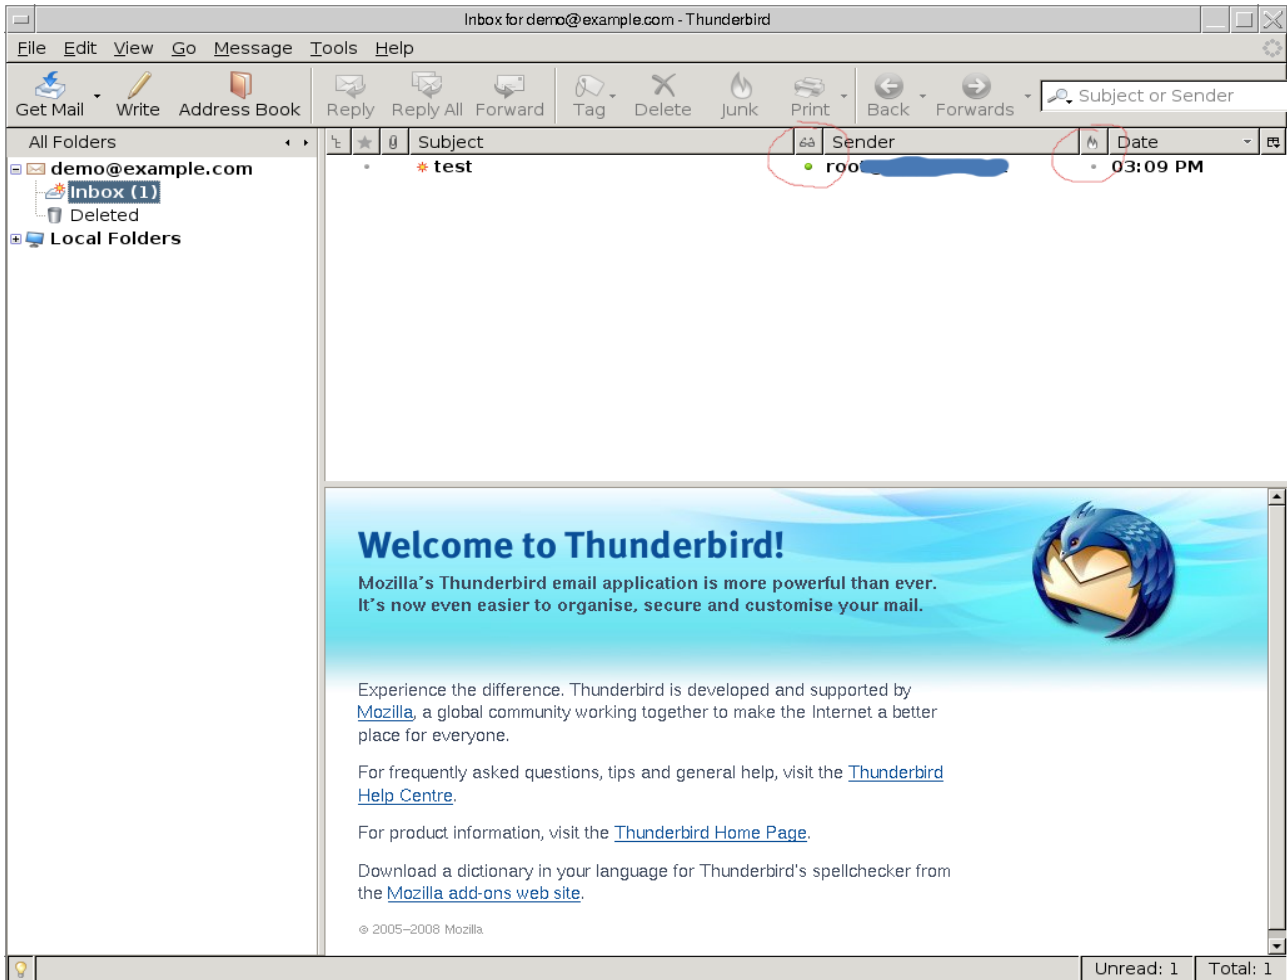 Inbox for demo@example.com - Thunderbird
File Edit View Go Message Tools Help
Get Mail Write Address Book Reply Reply All Forward Tag Delete Junk Print Back Forwards Subject or Sender
All Folders Subject Sender Date
demo@example.com test 03:09 PM
Inbox (1)
Deleted
Local Folders
Welcome to Thunderbird!
Mozilla's Thunderbird email application is more powerful than ever.
It's now even easier to organise, secure and customise your mail.
Experience the difference. Thunderbird is developed and supported by
Mozilla, a global community working together to make the Internet a better
place for everyone.
For frequently asked questions, tips and general help, visit the Thunderbird
Help Centre.
For product information, visit the Thunderbird Home Page.
Download a dictionary in your language for Thunderbird's spellchecker from
the Mozilla add-ons web site.
© 2005–2008 Mozilla
Unread: 1 Total: 1